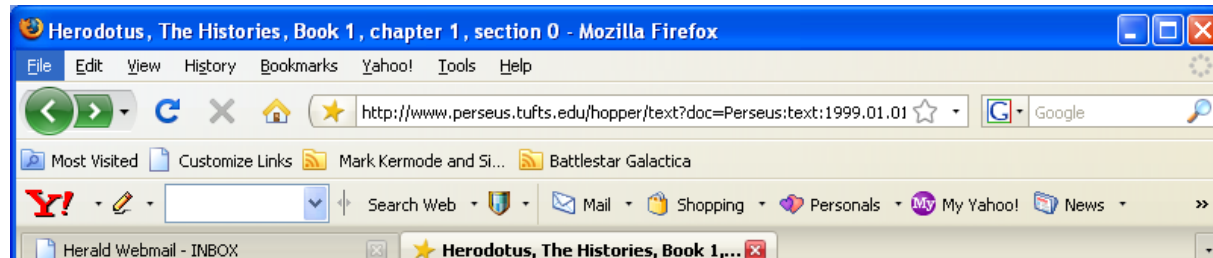 Herodotus, The Histories, Book 1, chapter 1, section 0 - Mozilla Firefox
File Edit View History Bookmarks Yahoo! Tools Help
http://www.perseus.tufts.edu/hopper/text?doc=Perseus:text:1999.01.01 G Google
Most Visited Customize Links Mark Kermode and Si... Battlestar Galactica
Y! Search Web Mail Shopping Personals My My Yahoo! News »
Herald Webmail - INBOX Herodotus, The Histories, Book 1,...